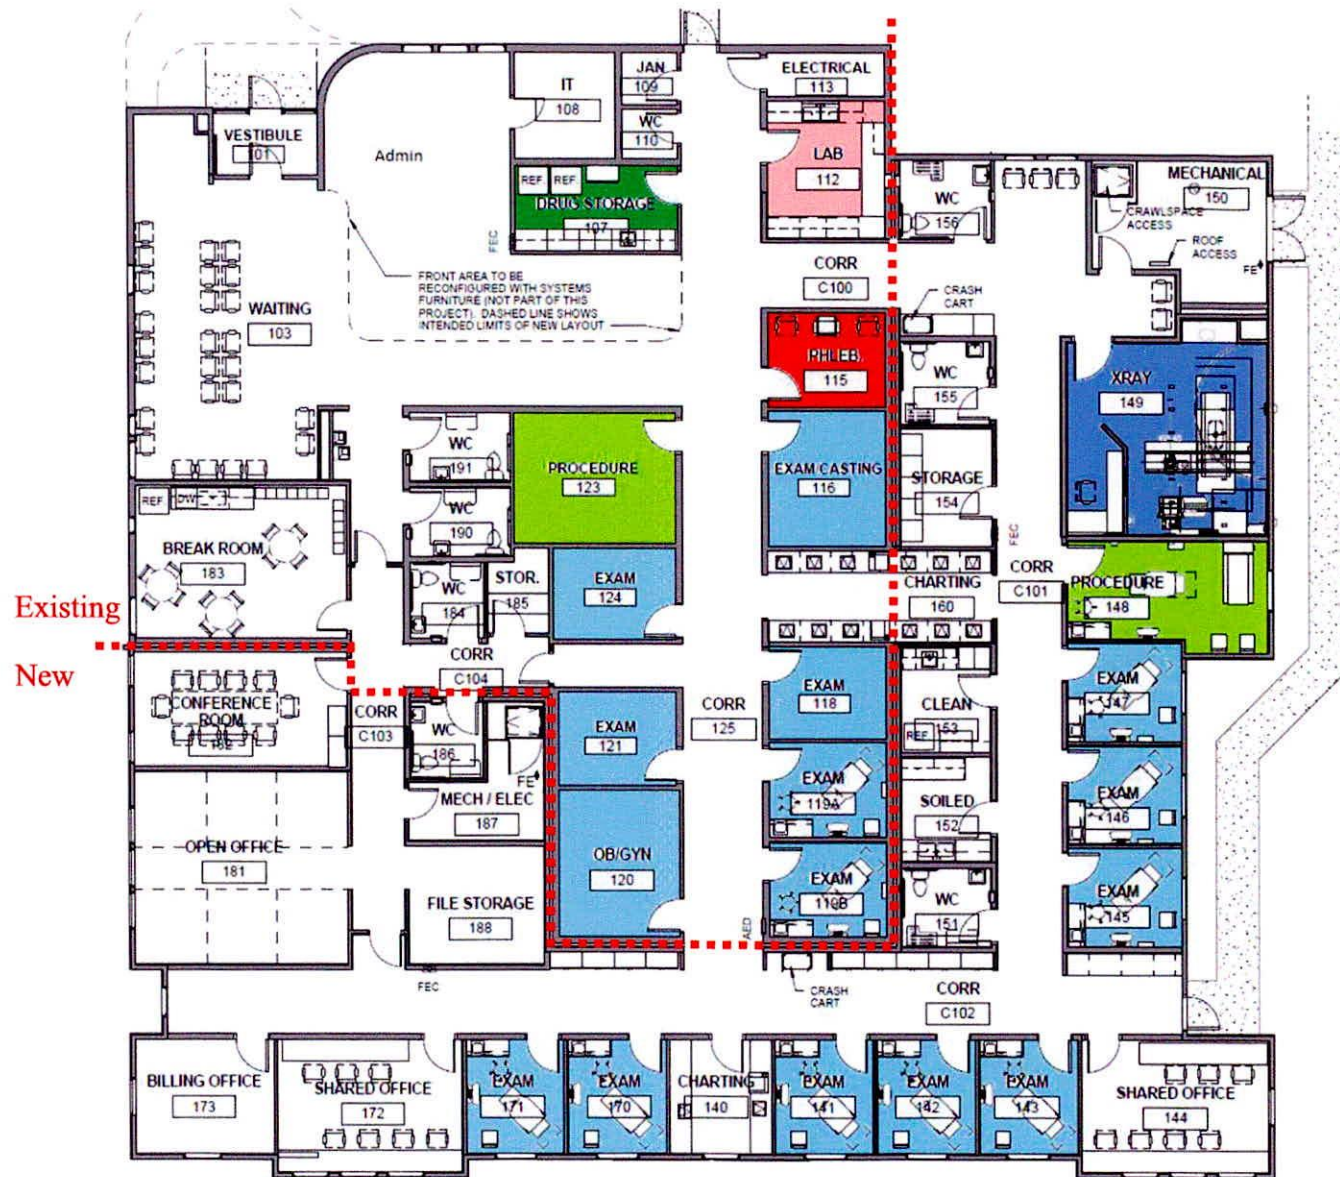 JAN
109
ELECTRICAL
113
IT
108
WC
110
VESTIBULE
101
Admin
LAB
112
REF.
REF.
DRUG STORAGE
107
FEC
WC
156
MECHANICAL
150
CRAWLSPACE
ACCESS
ROOF
ACCESS
FE
CORR
C100
FRONT AREA TO BE
RECONFIGURED WITH SYSTEMS
FURNITURE (NOT PART OF THIS
PROJECT). DASHED LINE SHOWS
INTENDED LIMITS OF NEW LAYOUT
CRASH
CART
WAITING
103
PHLEB.
115
WC
155
XRAY
149
WC
191
PROCEDURE
123
EXAM CASTING
116
STORAGE
154
REF
DW
WC
190
FEC
BREAK ROOM
183
WC
184
STOR.
185
EXAM
124
CHARTING
160
CORR
C101
PROCEDURE
148
Existing
New
CORR
C104
CONFERENCE
ROOM
182
CORR
C103
WC
186
EXAM
121
CORR
125
EXAM
118
CLEAN
153
REF
EXAM
147
FE
MECH / ELEC
187
EXAM
119A
SOILED
152
EXAM
146
OPEN OFFICE
181
OB/GYN
120
EXAM
119B
WC
151
EXAM
145
FILE STORAGE
188
AED
FEC
CRASH
CART
CORR
C102
BILLING OFFICE
173
SHARED OFFICE
172
EXAM
171
EXAM
170
CHARTING
140
EXAM
141
EXAM
142
EXAM
143
SHARED OFFICE
144